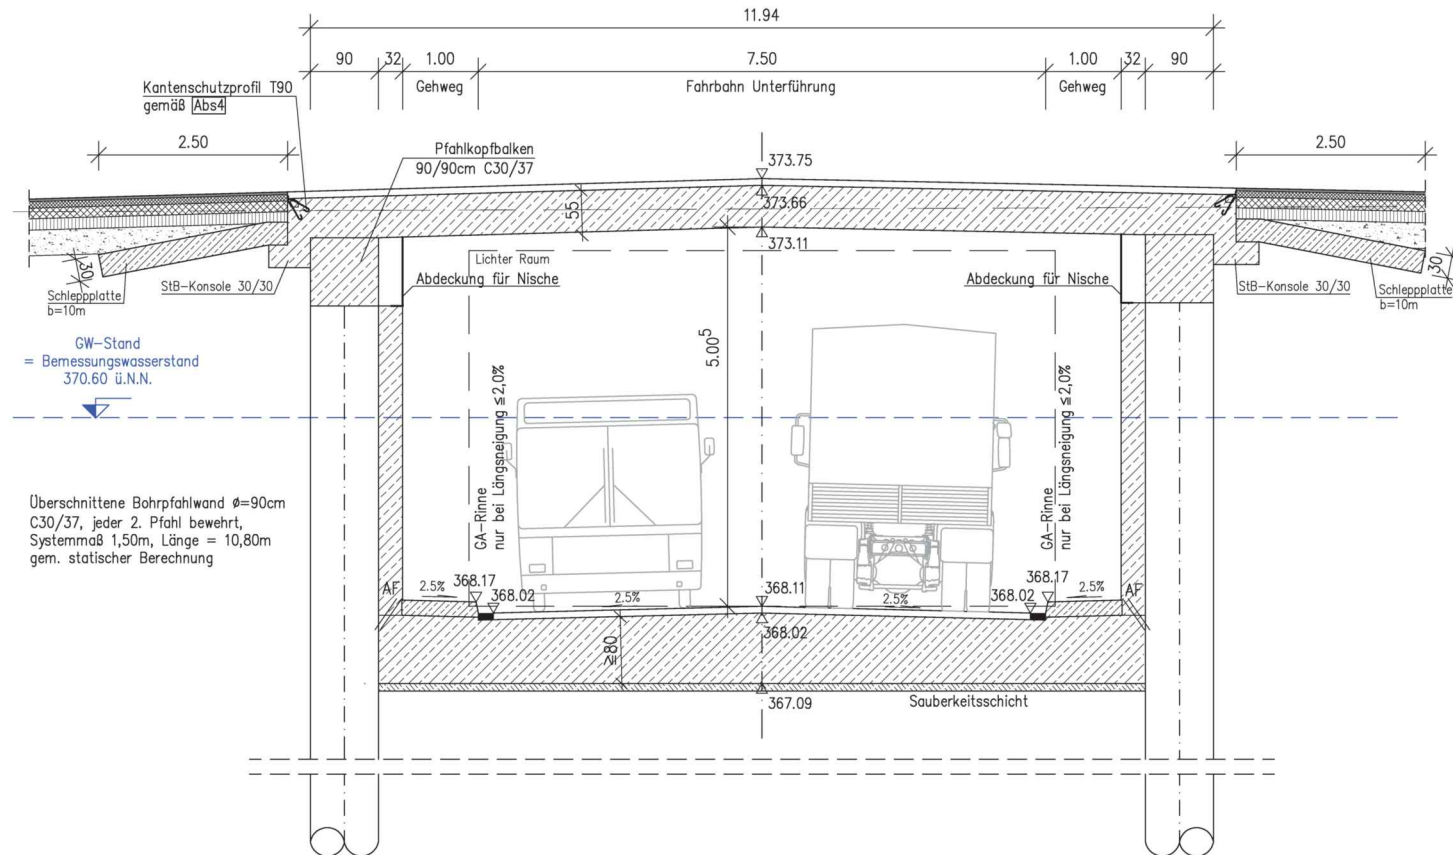 11.94
90
32
1.00
7.50
1.00
32
90
Gehweg
Fahrbahn Unterführung
Gehweg
Kantenschutzprofil T90
gemäß Abs4
2.50
Pfahlkopfbalken
90/90cm C30/37
373.75
2.50
55
373.66
373.11
Lichter Raum
30
30
Abdeckung für Nische
Abdeckung für Nische
StB-Konsole 30/30
StB-Konsole 30/30
Schleppplatte
b=10m
Schleppplatte
b=10m
GW-Stand
= Bemessungswasserstand
370.60 ü.N.N.
5.00⁵
GA-Rinne
nur bei Längsneigung ≤2,0%
GA-Rinne
nur bei Längsneigung ≤2,0%
Überschnittene Bohrpfahlwand ø=90cm
C30/37, jeder 2. Pfahl bewehrt,
Systemmaß 1,50m, Länge = 10,80m
gem. statischer Berechnung
AF
2.5%
368.17
368.02
2.5%
368.11
2.5%
368.02
368.17
2.5%
AF
368.02
≥80
367.09
Sauberkeitsschicht